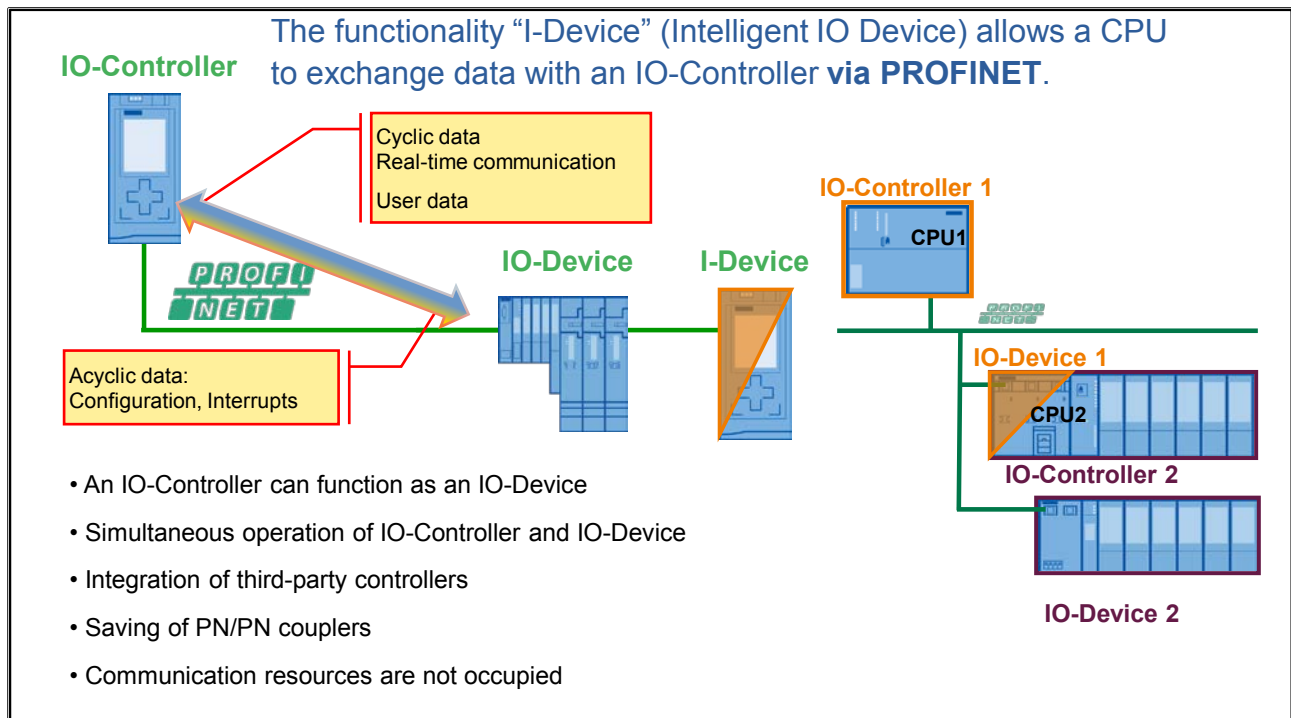 The functionality “I-Device” (Intelligent IO Device) allows a CPU
to exchange data with an IO-Controller via PROFINET.
IO-Controller
Cyclic data
Real-time communication
User data
PROFI
NET
IO-Device
I-Device
Acyclic data:
Configuration, Interrupts
IO-Controller 1
CPU1
PROFI
NET
IO-Device 1
CPU2
IO-Controller 2
IO-Device 2
• An IO-Controller can function as an IO-Device
• Simultaneous operation of IO-Controller and IO-Device
• Integration of third-party controllers
• Saving of PN/PN couplers
• Communication resources are not occupied